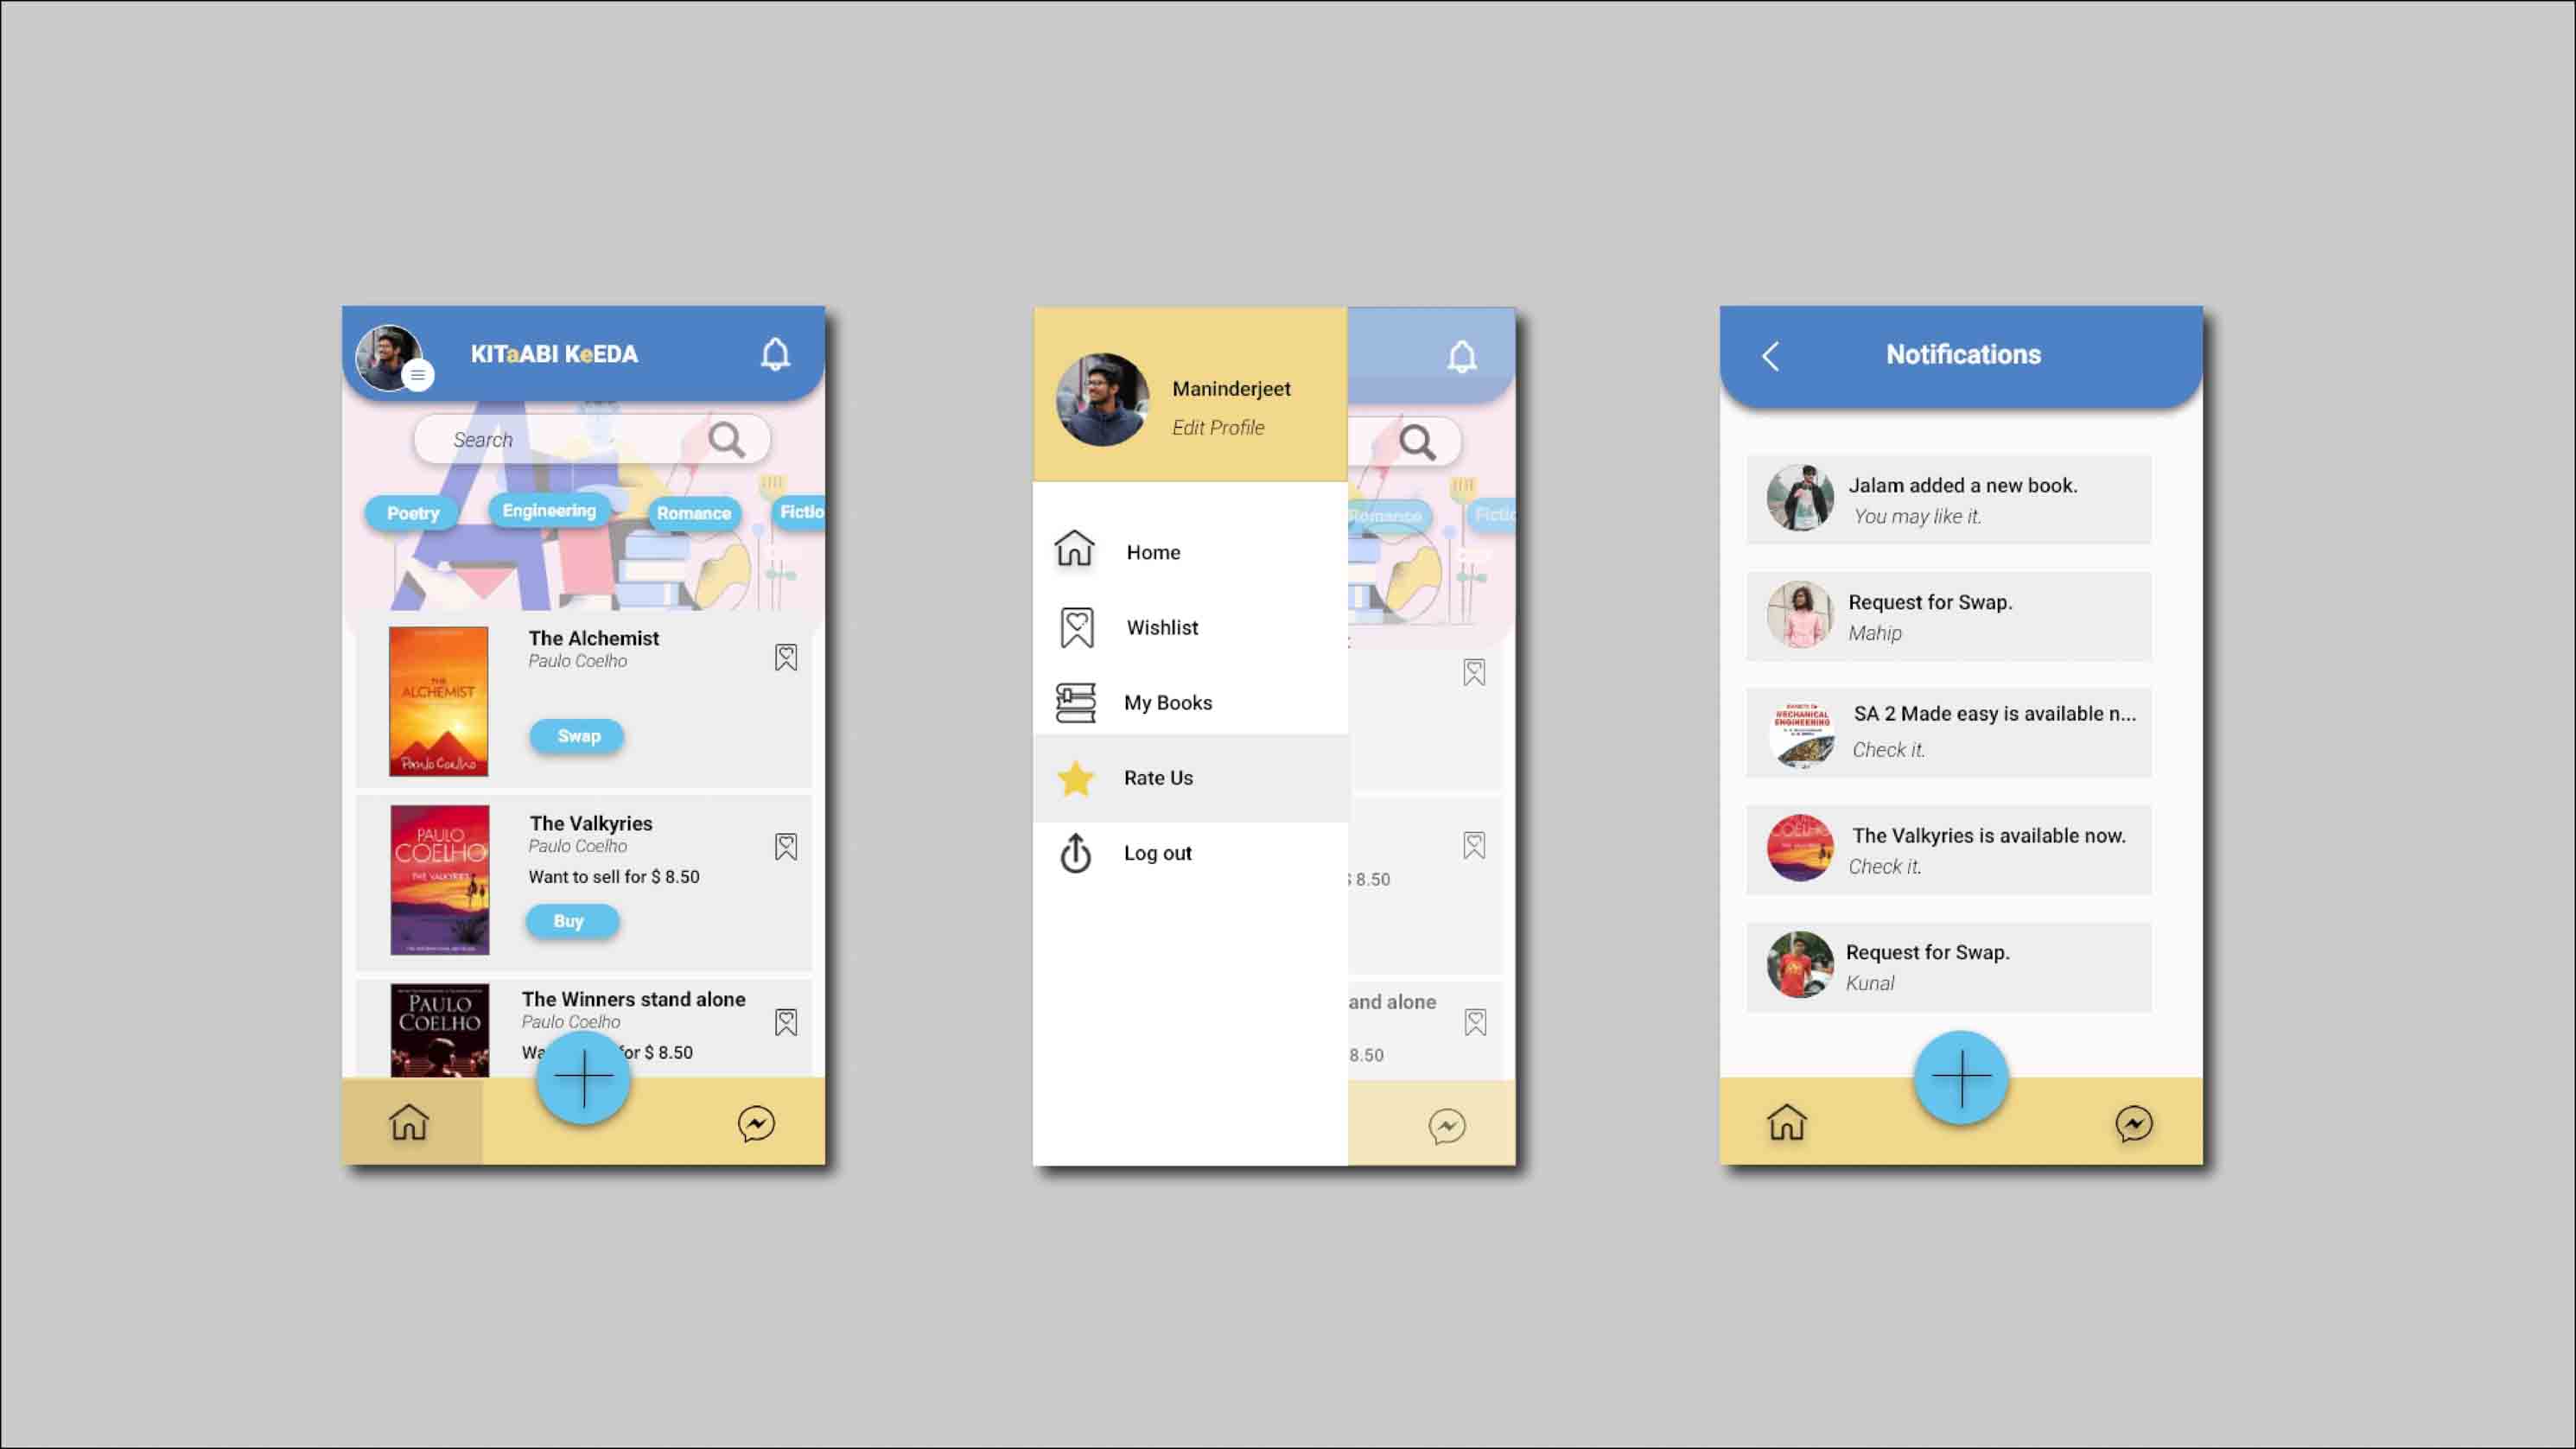 KITaABI KeEDA
Search
Poetry
Engineering
Romance
Fictio
THE
ALCHEMIST
Paulo Coelho
The Alchemist
Paulo Coelho
Swap
PAULO
COELHO
THE VALKYRIES
The Valkyries
Paulo Coelho
Want to sell for $ 8.50
Buy
PAULO
COELHO
The Winners stand alone
Paulo Coelho
Wa
for $ 8.50
Maninderjeet
Edit Profile
Home
Wishlist
My Books
Rate Us
Log out
Romance
Fictio
$ 8.50
and alone
8.50
Notifications
Jalam added a new book.
You may like it.
Request for Swap.
Mahip
MECHANICAL
ENGINEERING
SA 2 Made easy is available n...
Check it.
COELHO
The Valkyries is available now.
Check it.
Request for Swap.
Kunal